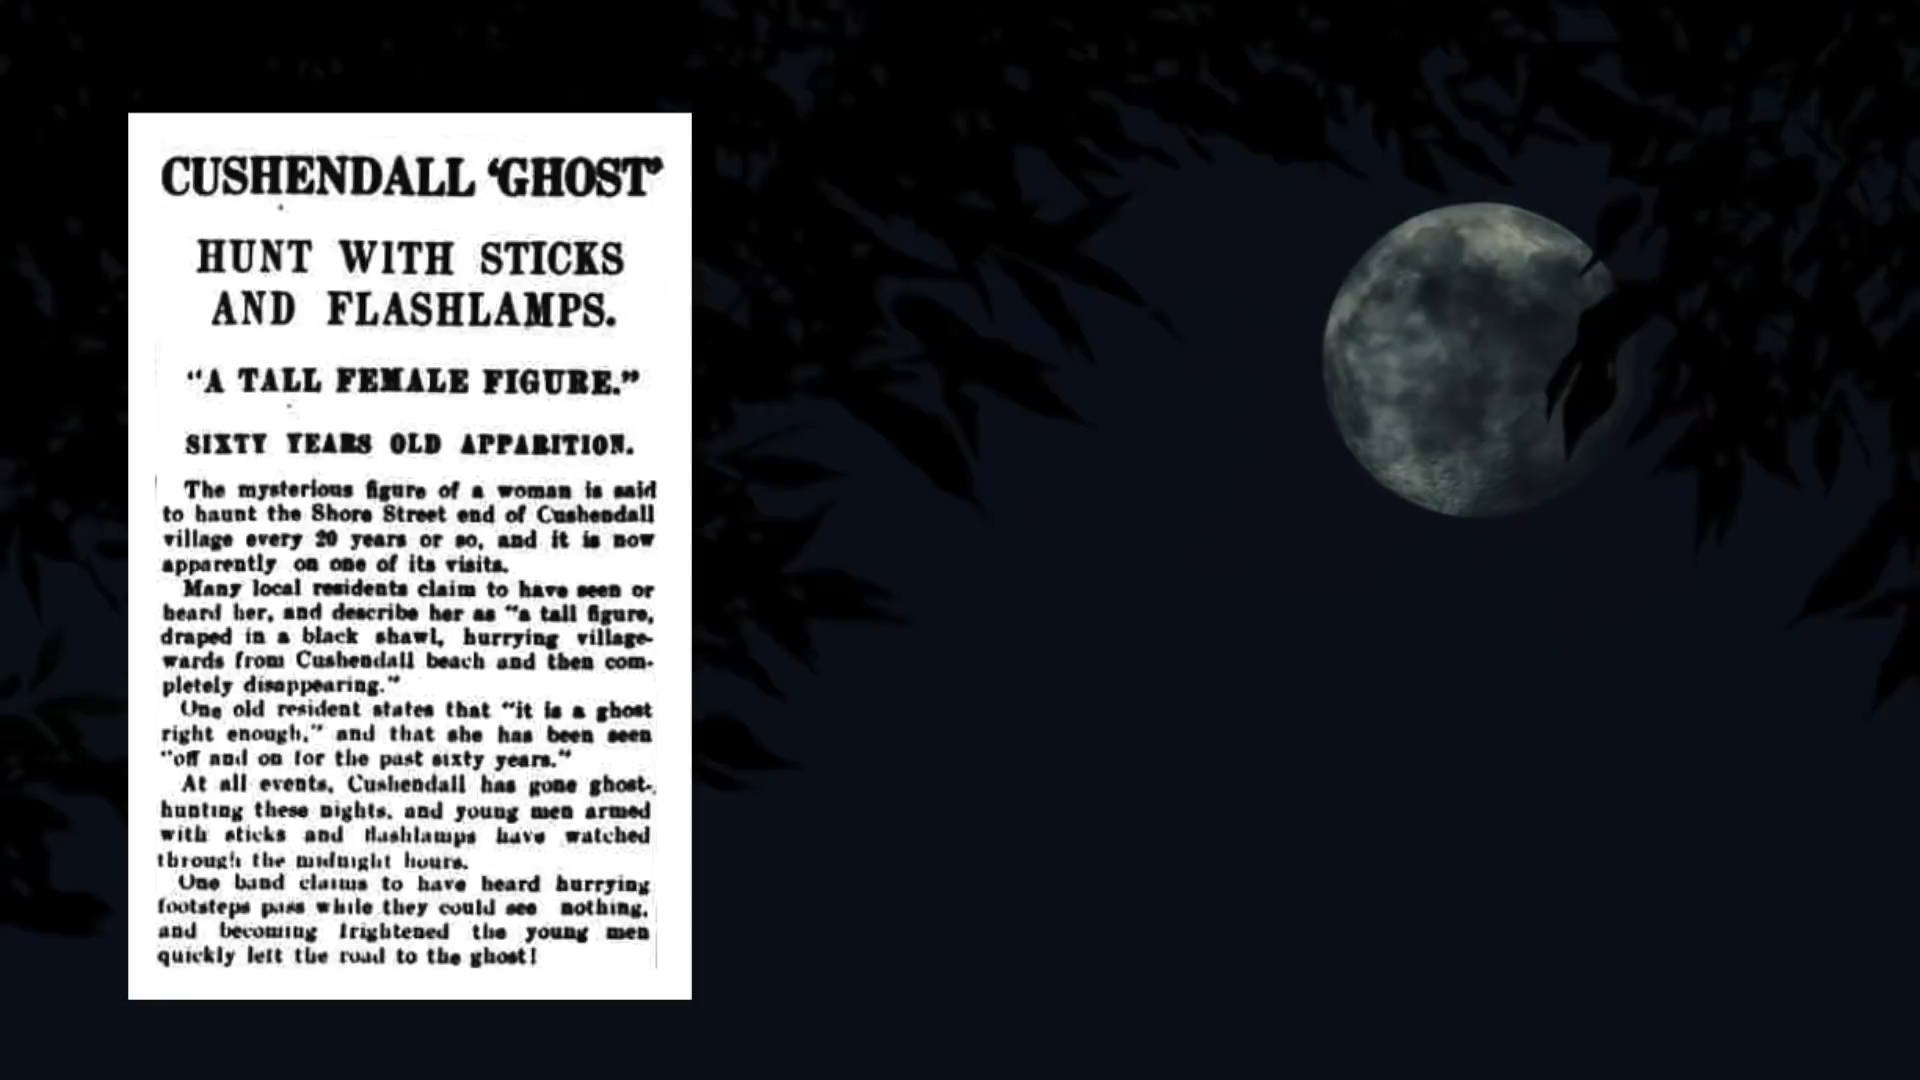 CUSHENDALL 'GHOST'
HUNT WITH STICKS
AND FLASHLAMPS.
"A TALL FEMALE FIGURE."
SIXTY YEARS OLD APPARITION.
The mysterious figure of a woman is said
to haunt the Shore Street end of Cushendall
village every 20 years or so, and it is now
apparently on one of its visits.
Many local residents claim to have seen or
heard her, and describe her as "a tall figure,
draped in a black shawl, hurrying village-
wards from Cushendall beach and then com-
pletely disappearing."
One old resident states that "it is a ghost
right enough," and that she has been seen
"off and on for the past sixty years."
At all events, Cushendall has gone ghost-
hunting these nights, and young men armed
with sticks and flashlamps have watched
through the midnight hours.
One band claims to have heard hurrying
footsteps pass while they could see nothing,
and becoming frightened the young men
quickly left the road to the ghost!